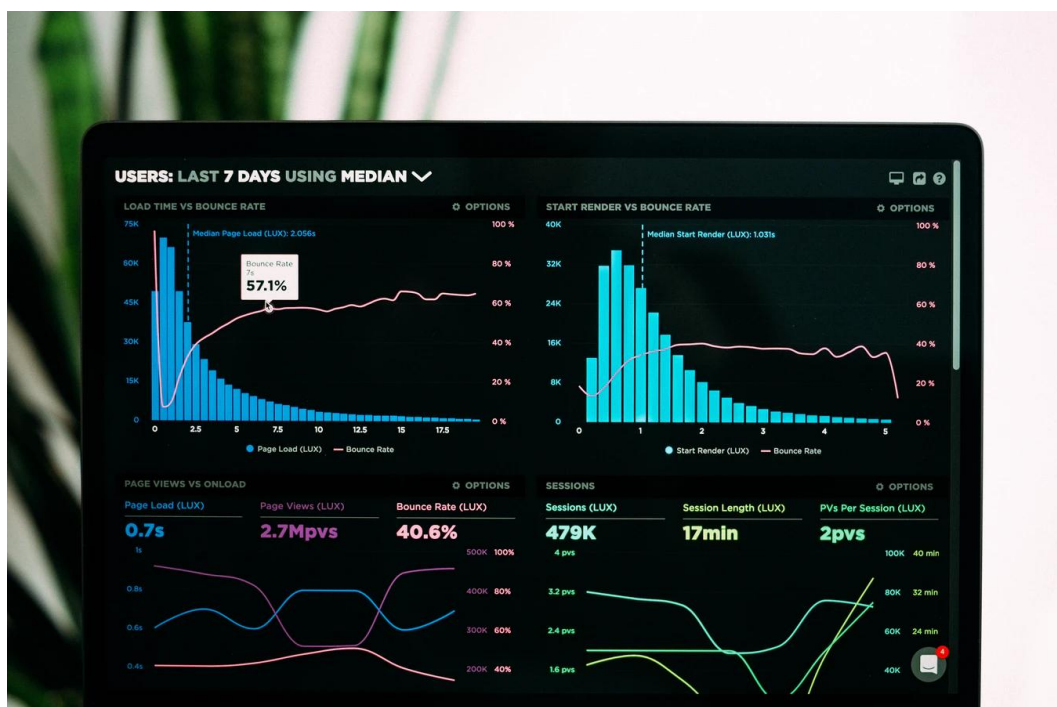 USERS: LAST 7 DAYS USING MEDIAN
LOAD TIME VS BOUNCE RATE
OPTIONS
75K
60K
45K
30K
15K
0
Median Page Load (LUX): 2.056s
Bounce Rate
7s
57.1%
100 %
80 %
60 %
40 %
20 %
0 %
0 2.5 5 7.5 10 12.5 15 17.5
Page Load (LUX) Bounce Rate
START RENDER VS BOUNCE RATE
OPTIONS
40K
32K
24K
16K
8K
0
Median Start Render (LUX): 1.031s
100 %
80 %
60 %
40 %
20 %
0 %
0 1 2 3 4 5
Start Render (LUX) Bounce Rate
PAGE VIEWS VS ONLOAD
OPTIONS
Page Load (LUX) Page Views (LUX) Bounce Rate (LUX)
0.7s 2.7Mpvs 40.6%
1s 500K 100%
0.8s 400K 80%
0.6s 300K 60%
0.4s 200K 40%
SESSIONS
OPTIONS
Sessions (LUX) Session Length (LUX) PVs Per Session (LUX)
479K 17min 2pvs
4 pvs 100K 40 min
3.2 pvs 80K 32 min
2.4 pvs 60K 24 min
1.6 pvs 40K
4